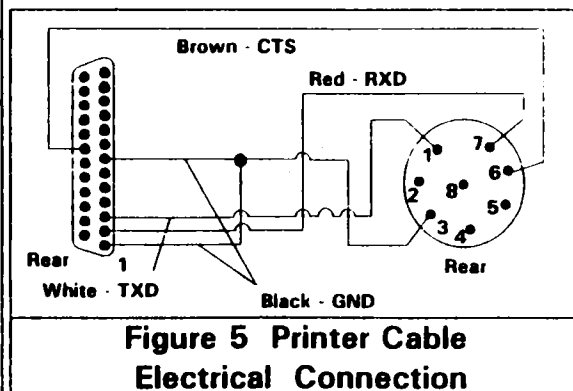 Brown - CTS
Red - RXD
1
7
6
2
8
5
3
4
Rear
1
Rear
White - TXD
Black - GND
Figure 5 Printer Cable
Electrical Connection